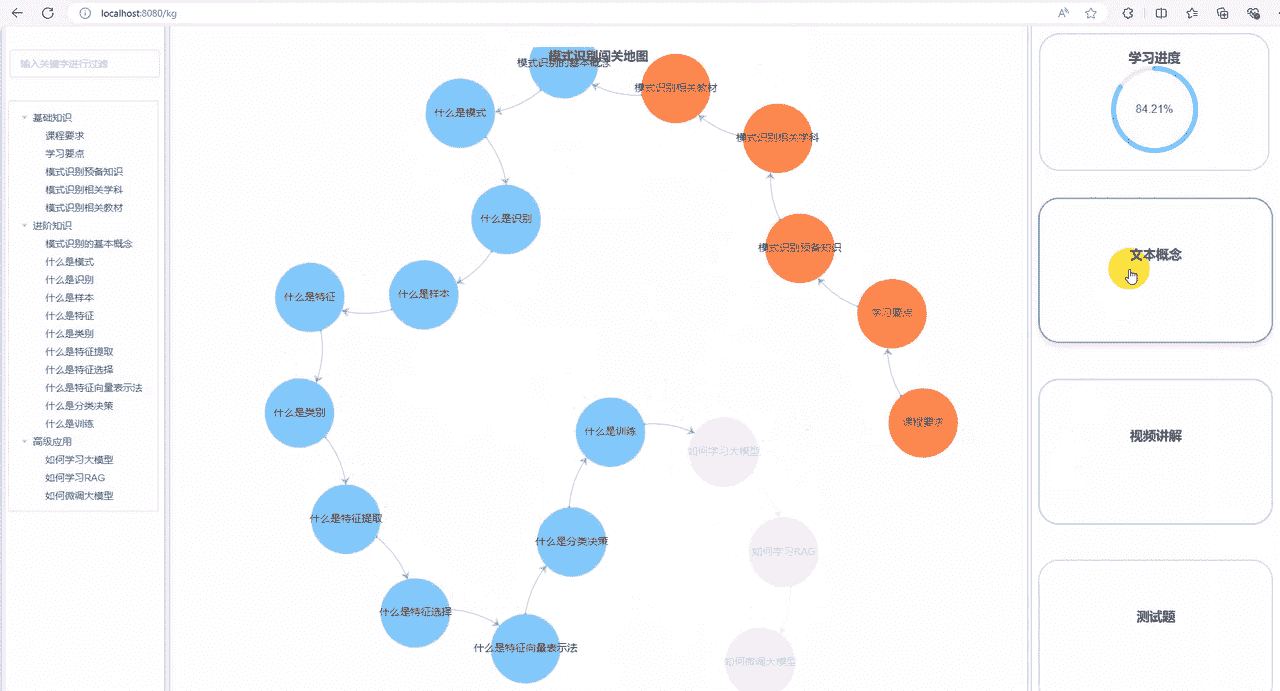 localhost:8080/kg
输入关键字进行过滤
基础知识
课程要求
学习要点
模式识别预备知识
模式识别相关学科
模式识别相关教材
进阶知识
模式识别的基本概念
什么是模式
什么是识别
什么是样本
什么是特征
什么是类别
什么是特征提取
什么是特征选择
什么是特征向量表示法
什么是分类决策
什么是训练
高级应用
如何学习大模型
如何学习RAG
如何微调大模型
模式识别闯关地图
模式识别的基本概念
模式识别相关教材
什么是模式
模式识别相关学科
什么是识别
模式识别预备知识
什么是样本
什么是特征
学习要点
什么是类别
课程要求
什么是训练
如何学习大模型
什么是特征提取
什么是分类决策
如何学习RAG
什么是特征选择
什么是特征向量表示法
如何微调大模型
学习进度
84.21%
文本概念
视频讲解
测试题